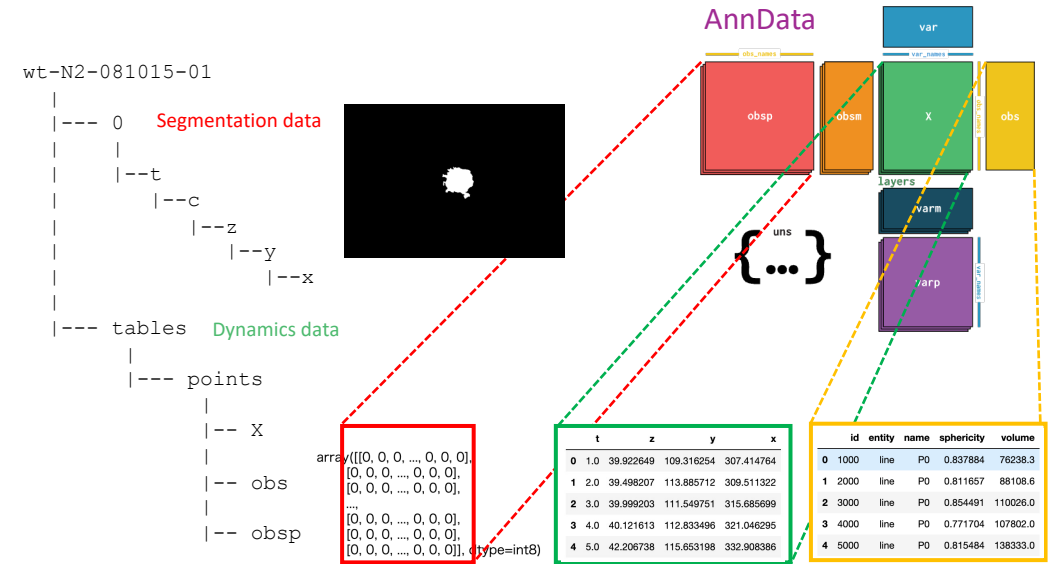 AnnData
wt-N2-081015-01
|
|--- 0 Segmentation data
| |
| |--t
| |--c
| |--z
| |--y
| |--x
|
|--- tables Dynamics data
|
|--- points
|
|-- X
|
|-- obs
|
|-- obsp
var
obs_names
var_names
obsp
obsm
X
obs_names
obs
layers
varm
uns
{...}
varp
var_names
array([[0, 0, 0, ..., 0, 0, 0],
[0, 0, 0, ..., 0, 0, 0],
[0, 0, 0, ..., 0, 0, 0],
...,
[0, 0, 0, ..., 0, 0, 0],
[0, 0, 0, ..., 0, 0, 0],
[0, 0, 0, ..., 0, 0, 0]], dtype=int8)
t z y x
0 1.0 39.922649 109.316254 307.414764
1 2.0 39.498207 113.885712 309.511322
2 3.0 39.999203 111.549751 315.685699
3 4.0 40.121613 112.833496 321.046295
4 5.0 42.206738 115.653198 332.908386
id entity name sphericity volume
0 1000 line P0 0.837884 76238.3
1 2000 line P0 0.811657 88108.6
2 3000 line P0 0.854491 110026.0
3 4000 line P0 0.771704 107802.0
4 5000 line P0 0.815484 138333.0